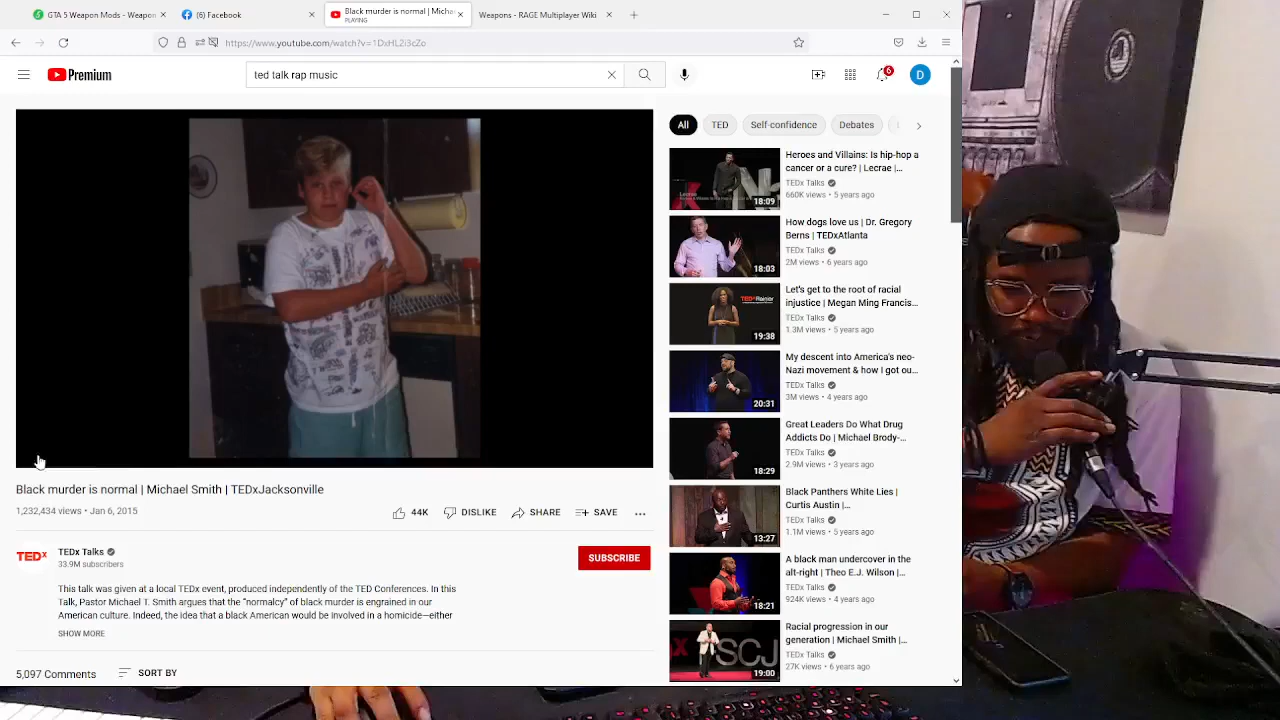 GTA 5 Weapon Mods - Weapon
(6) Facebook
Black murder is normal | Micha
PLAYING
Weapons - RAGE Multiplayer Wiki
https://www.youtube.com/watch?v=1DxHL2i3cZo
Premium
ted talk rap music
6
D
All
TED
Self-confidence
Debates
Heroes and Villains: Is hip-hop a
cancer or a cure? | Lecrae |...
TEDx Talks
660K views • 5 years ago
18:09
How dogs love us | Dr. Gregory
Berns | TEDxAtlanta
TEDx Talks
2M views • 6 years ago
18:03
Let's get to the root of racial
injustice | Megan Ming Francis...
TEDx Talks
1.3M views • 5 years ago
19:38
My descent into America's neo-
Nazi movement & how I got ou...
TEDx Talks
3M views • 4 years ago
20:31
Great Leaders Do What Drug
Addicts Do | Michael Brody-...
TEDx Talks
2.9M views • 3 years ago
18:29
Black Panthers White Lies |
Curtis Austin |...
TEDx Talks
1.1M views • 5 years ago
13:27
A black man undercover in the
alt-right | Theo E.J. Wilson |...
TEDx Talks
924K views • 4 years ago
18:21
Racial progression in our
generation | Michael Smith |...
TEDx Talks
27K views • 6 years ago
19:00
Black murder is normal | Michael Smith | TEDxJacksonville
1,232,434 views • Jan 6, 2015
44K
DISLIKE
SHARE
SAVE
TEDx
TEDx Talks
33.9M subscribers
SUBSCRIBE
This talk was given at a local TEDx event, produced independently of the TED Conferences. In this
Talk, Pastor Michael T. Smith argues that the "normalcy" of black murder is engrained in our
American culture. Indeed, the idea that a black American would be involved in a homicide—either
SHOW MORE
5,097 Comments
SORT BY